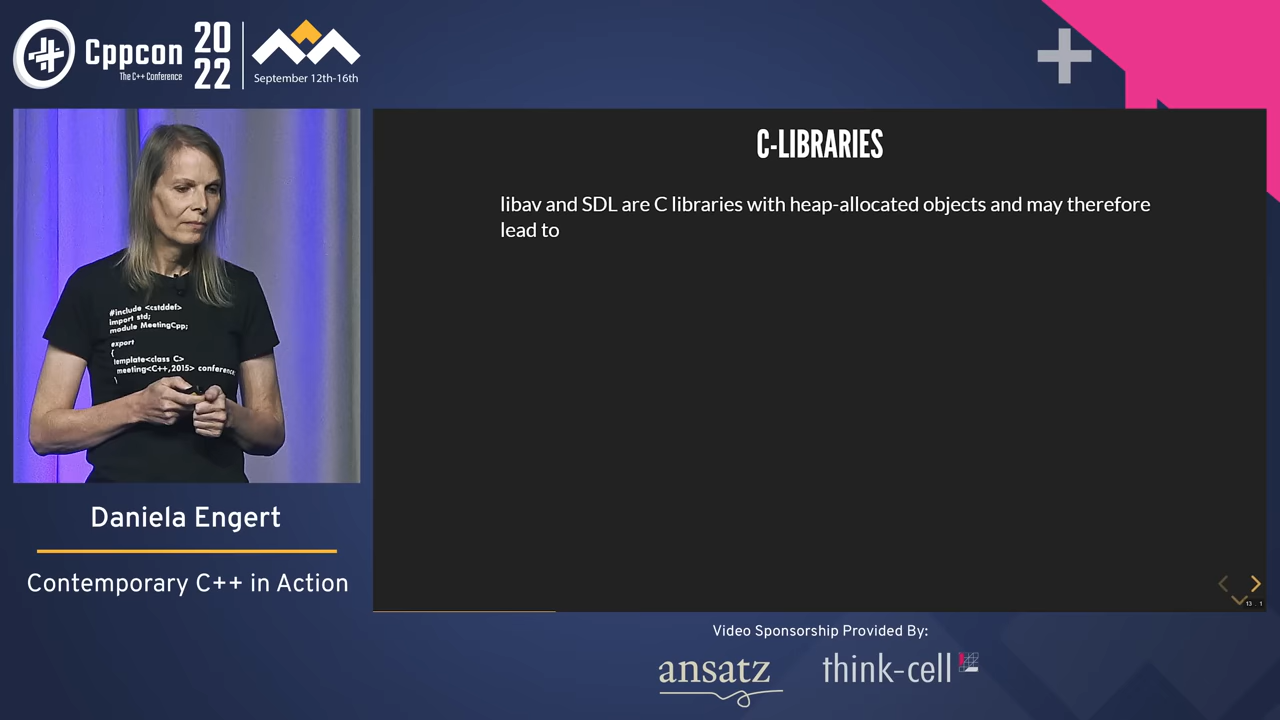 Cppcon
The C++ Conference
20
22
September 12th-16th
C-LIBRARIES
libav and SDL are C libraries with heap-allocated objects and may therefore
lead to
#include <cstddef>
import std;
module MeetingCpp;
export
{
template<class C>
meeting<C++,2015> conference;
}
Daniela Engert
Contemporary C++ in Action
13 . 1
Video Sponsorship Provided By:
ansatz
think-cell